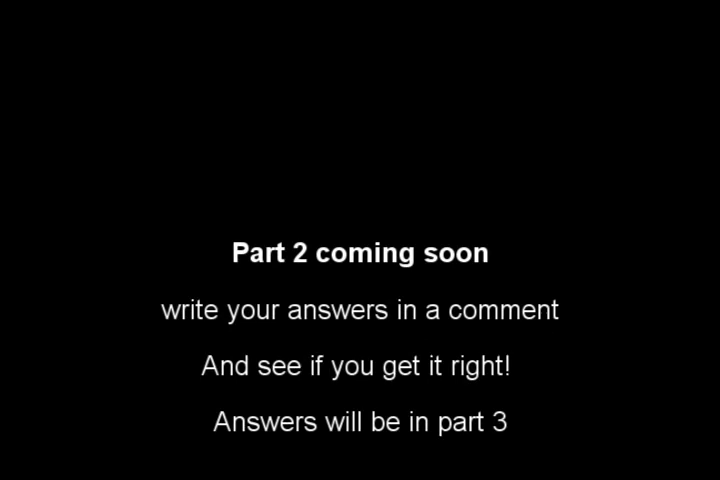 Part 2 coming soon
write your answers in a comment
And see if you get it right!
Answers will be in part 3